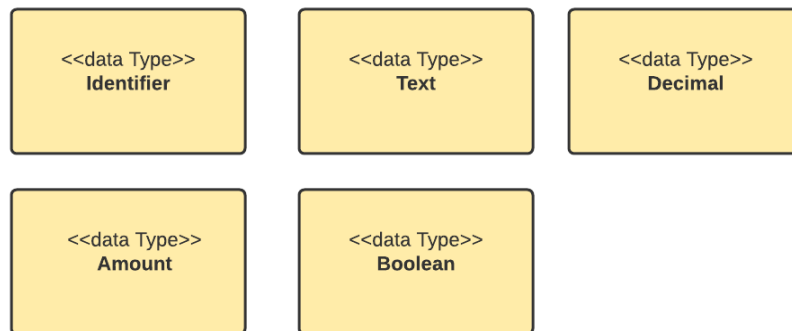 <<data Type>>
Identifier
<<data Type>>
Text
<<data Type>>
Decimal
<<data Type>>
Amount
<<data Type>>
Boolean